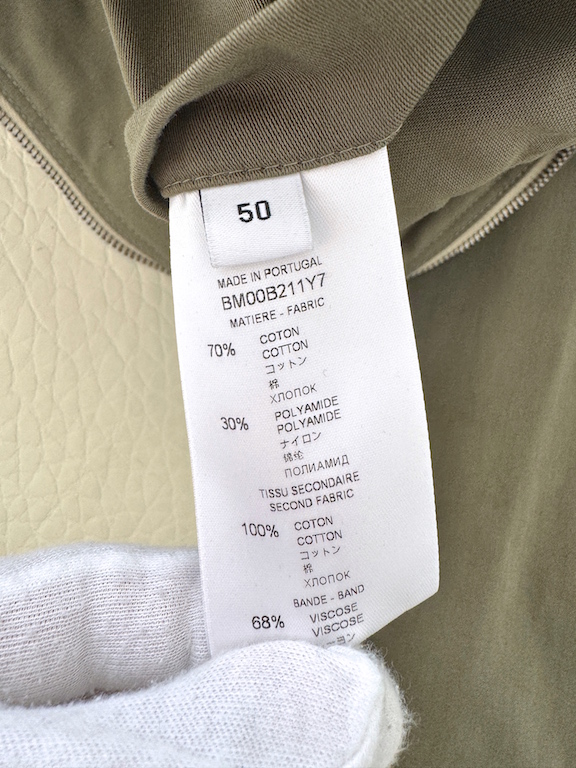 50
MADE IN PORTUGAL
BM00B211Y7
MATIERE - FABRIC
70% COTON
COTTON
コットン
棉
ХЛОПОК
30% POLYAMIDE
POLYAMIDE
ナイロン
锦纶
ПОЛИАМИД
TISSU SECONDAIRE
SECOND FABRIC
100% COTON
COTTON
コットン
棉
ХЛОПОК
BANDE - BAND
68% VISCOSE
VISCOSE